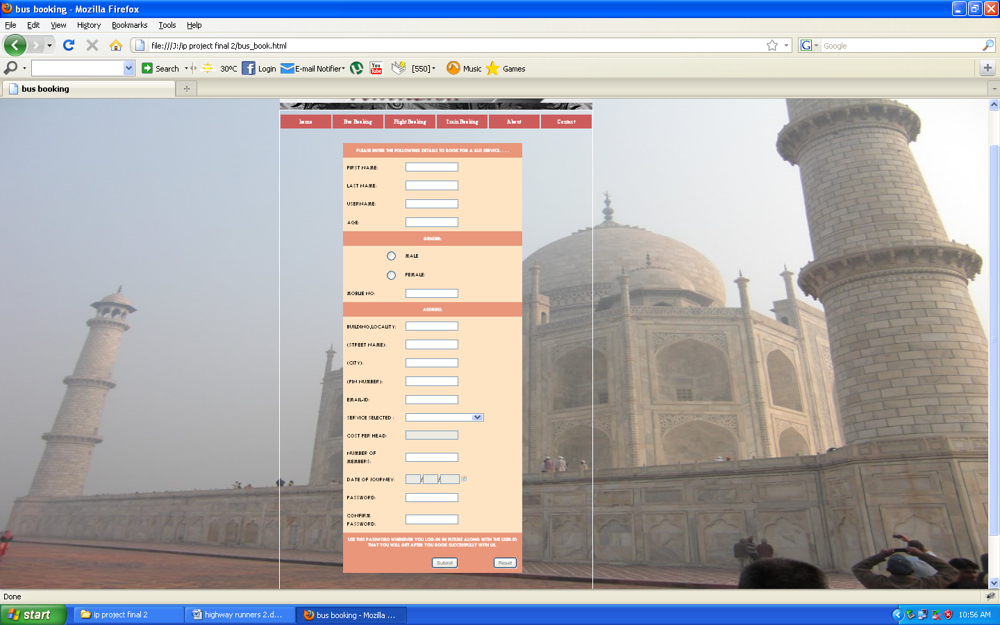 bus booking - Mozilla Firefox
File Edit View History Bookmarks Tools Help
file:///J:/ip project final 2/bus_book.html
Google
Search 30°C Login E-mail Notifier You Tube [550] Music Games
bus booking
home Bus Booking Flight Booking Train Booking About Contact
PLEASE ENTER THE FOLLOWING DETAILS TO BOOK FOR A BUS SERVICE. . . .
FIRST NAME:
LAST NAME:
USERNAME:
AGE:
GENDER:
MALE
FEMALE:
MOBLIE NO:
ADDRESS:
BUILDING,LOCALITY:
(STREET NAME):
(CITY):
(PIN NUMBER):
EMAIL-ID:
SERVICE SELECTED :
COST PER HEAD:
NUMBER OF
MEMBERS:
DATE OF JOURNEY: / /
PASSWORD:
CONFIRM
PASSWORD:
USE THIS PASSWORD WHENEVER YOU LOG-IN IN FUTURE ALONG WITH THE USER-ID
THAT YOU WILL GET AFTER YOU BOOK SUCCESSFULLY WITH US.
Submit Reset
Done
start ip project final 2 highway runners 2.d... bus booking - Mozilla ... 10:56 AM